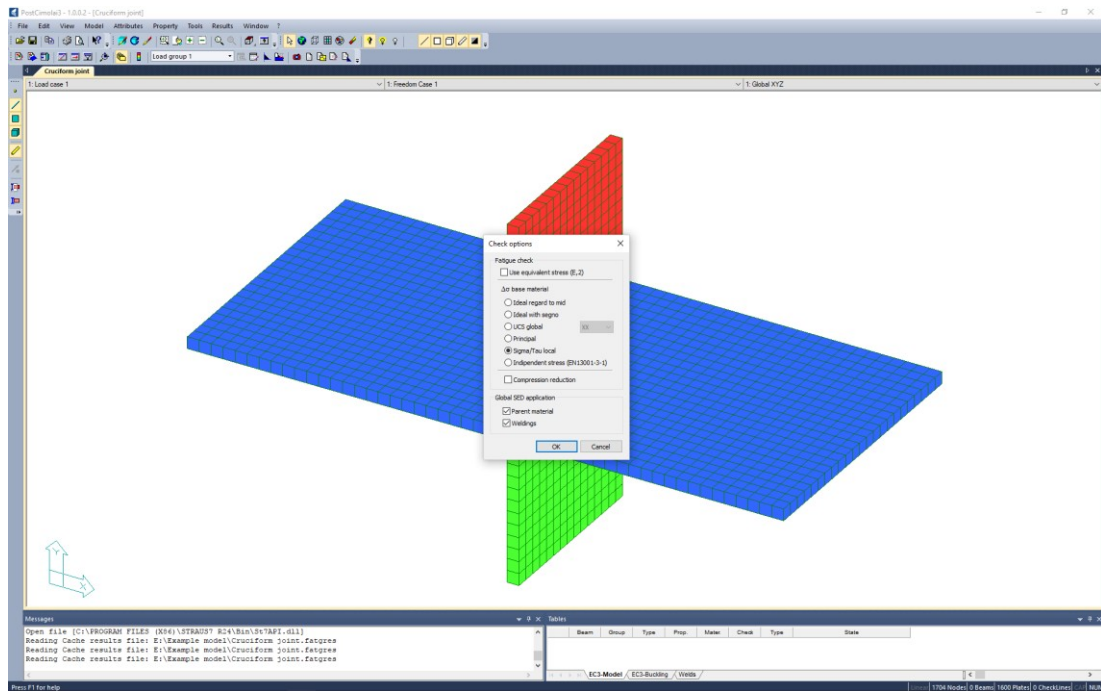 PostCimolai3 - 1.0.0.2 - [Cruciform joint]
File Edit View Model Attributes Property Tools Results Window ?
Load group 1
Cruciform joint
1: Load case 1
1: Freedom Case 1
1: Global XYZ
Check options
Fatigue check
Use equivalent stress (8,2)
Δσ base material
Ideal regard to mid
Ideal with segno
UCS global
XX
Principal
Sigma/Tau local
Indipendent stress (EN13001-3-1)
Compression reduction
Global SED application
Parent material
Weldings
OK Cancel
Y
X
Messages
Open file [C:\PROGRAM FILES (X86)\STRAUS7 R24\Bin\St7API.dll]
Reading Cache results file: E:\Example model\Cruciform joint.fatgres
Reading Cache results file: E:\Example model\Cruciform joint.fatgres
Reading Cache results file: E:\Example model\Cruciform joint.fatgres
Tables
Beam Group Type Prop. Mater. Check Type State
EC3-Model EC3-Buckling Welds
Press F1 for help
1704 Nodes 0 Beams 1600 Plates 0 CheckLines CAP NUM